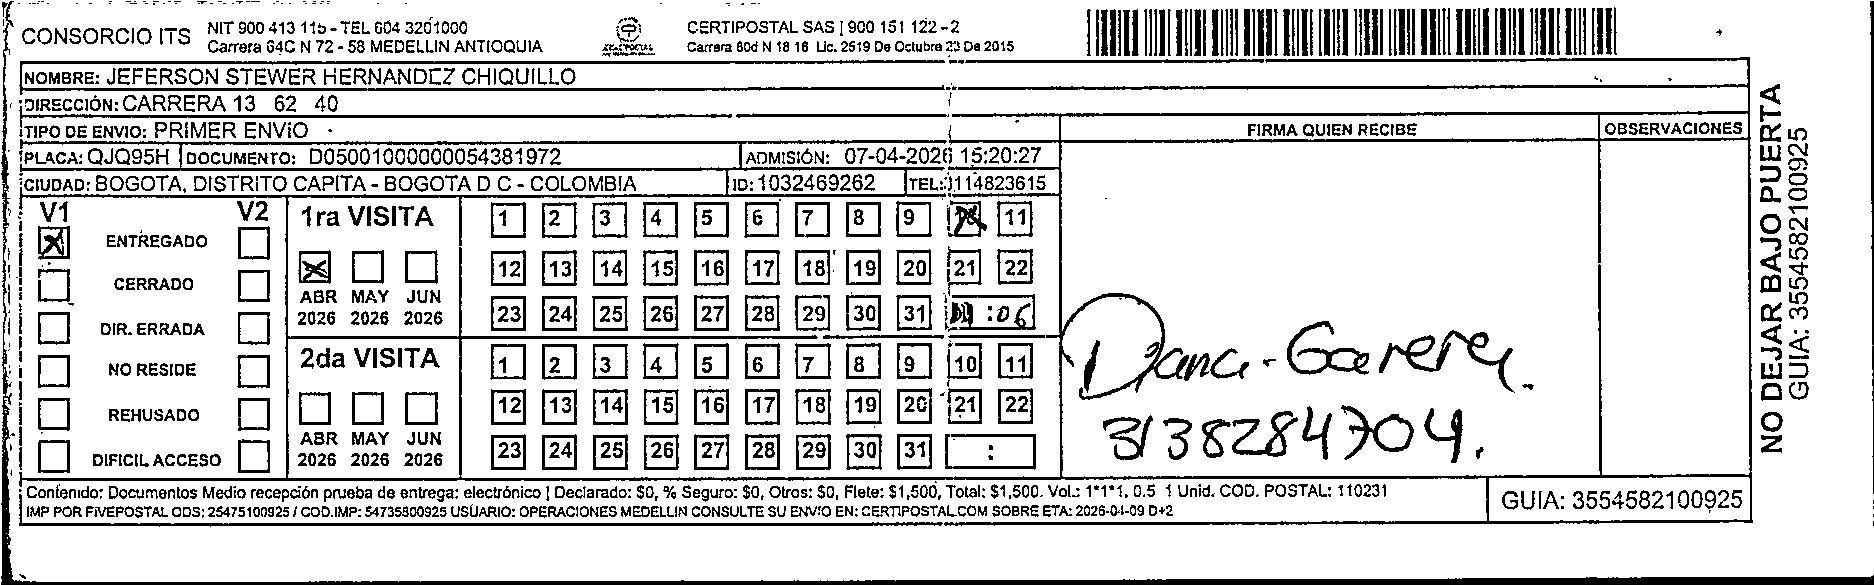 CONSORCIO ITS NIT 900 413 115 - TEL 604 3201000
Carrera 64C N 72 - 58 MEDELLIN ANTIOQUIA
CERTIPOSTAL SAS | 900 151 122 - 2
Carrera 60d N 18 16 Lic. 2519 De Octubre 23 De 2015
NOMBRE: JEFERSON STEWER HERNANDEZ CHIQUILLO
DIRECCIÓN: CARRERA 13 62 40
TIPO DE ENVIO: PRIMER ENVIO
FIRMA QUIEN RECIBE
OBSERVACIONES
PLACA: QJQ95H DOCUMENTO: D05001000000054381972 ADMISIÓN: 07-04-2026 15:20:27
CIUDAD: BOGOTA, DISTRITO CAPITA - BOGOTA D C - COLOMBIA ID: 1032469262 TEL: 3114823615
V1 V2
ENTREGADO
CERRADO
DIR. ERRADA
NO RESIDE
REHUSADO
DIFICIL ACCESO
1ra VISITA
ABR MAY JUN
2026 2026 2026
1 2 3 4 5 6 7 8 9 10 11
12 13 14 15 16 17 18 19 20 21 22
23 24 25 26 27 28 29 30 31 :06
2da VISITA
ABR MAY JUN
2026 2026 2026
1 2 3 4 5 6 7 8 9 10 11
12 13 14 15 16 17 18 19 20 21 22
23 24 25 26 27 28 29 30 31 :
Diana
3138284704.
Contenido: Documentos Medio recepción prueba de entrega: electrónico | Declarado: $0, % Seguro: $0, Otros: $0, Flete: $1,500, Total: $1,500. Vol.: 1*1*1, 0.5 1 Unid. COD. POSTAL: 110231
IMP POR FIVEPOSTAL ODS: 25475100925 / COD.IMP: 54735800925 USUARIO: OPERACIONES MEDELLIN CONSULTE SU ENVIO EN: CERTIPOSTAL.COM SOBRE ETA: 2026-04-09 D+2
GUIA: 3554582100925
NO DEJAR BAJO PUERTA
GUIA: 3554582100925